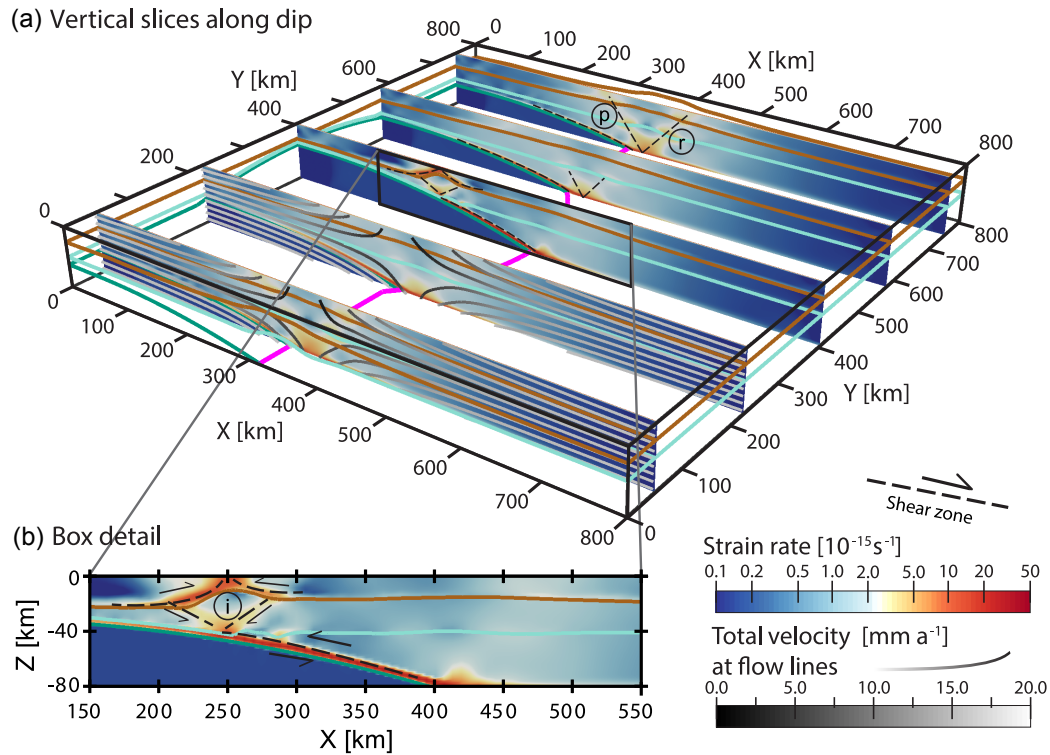 (a) Vertical slices along dip
800
0
100
200
300
400
500
600
700
800
X [km]
Y [km]
600
400
200
0
p
r
800
700
600
500
400
300
200
100
0
Y [km]
0
100
200
300
400
500
600
700
800
X [km]
Shear zone
(b) Box detail
0
-40
-80
Z [km]
i
150 200 250 300 350 400 450 500 550
X [km]
Strain rate [10⁻¹⁵s⁻¹]
0.1 0.2 0.5 1.0 2.0 5.0 10 20 50
Total velocity [mm a⁻¹]
at flow lines
0.0 5.0 10.0 15.0 20.0